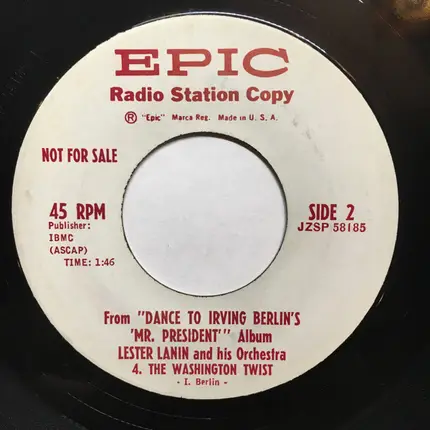 EPIC
Radio Station Copy
® "Epic" Marca Reg. Made in U. S. A.
NOT FOR SALE
45 RPM
Publisher:
IBMC
(ASCAP)
TIME: 1:46
SIDE 2
JZSP 58185
From "DANCE TO IRVING BERLIN'S
'MR. PRESIDENT'" Album
LESTER LANIN and his Orchestra
4. THE WASHINGTON TWIST
- I. Berlin -